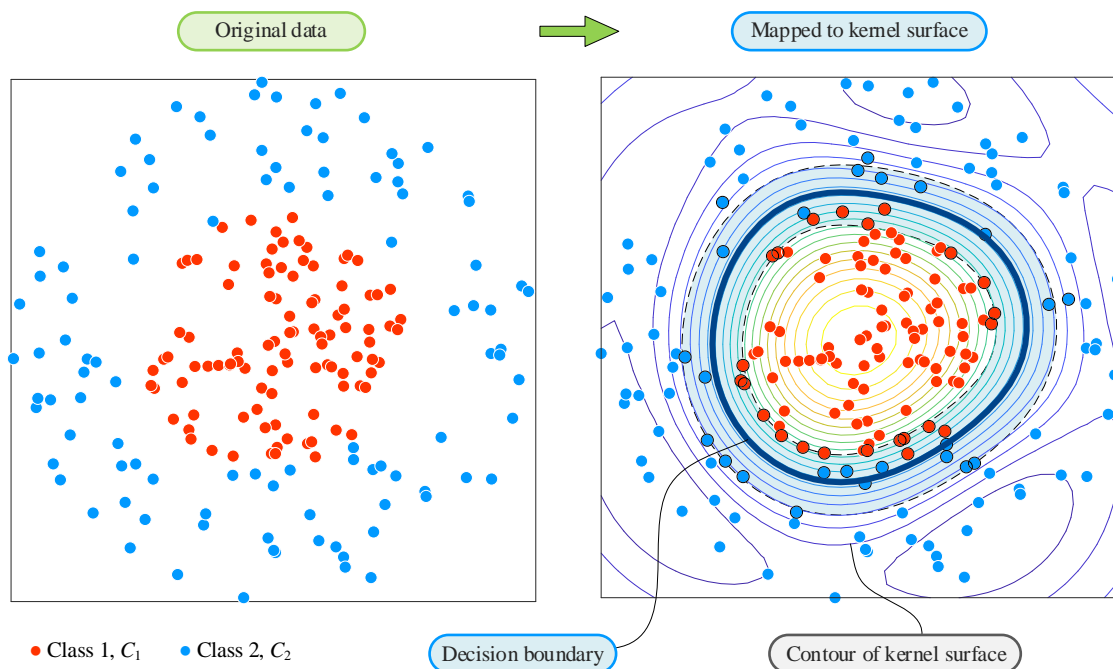 Original data
Mapped to kernel surface
Class 1, C1
Class 2, C2
Decision boundary
Contour of kernel surface